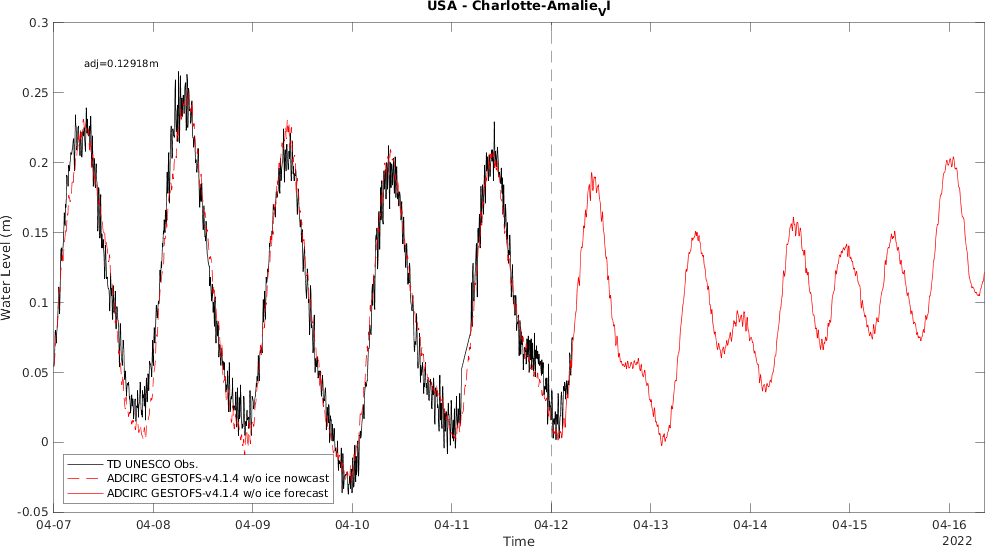 USA - Charlotte-AmalieVI
0.3
0.25
0.2
0.15
0.1
0.05
0
-0.05
Water Level (m)
adj=0.12918m
TD UNESCO Obs.
ADCIRC GESTOFS-v4.1.4 w/o ice nowcast
ADCIRC GESTOFS-v4.1.4 w/o ice forecast
04-07 04-08 04-09 04-10 04-11 04-12 04-13 04-14 04-15 04-16
Time 2022